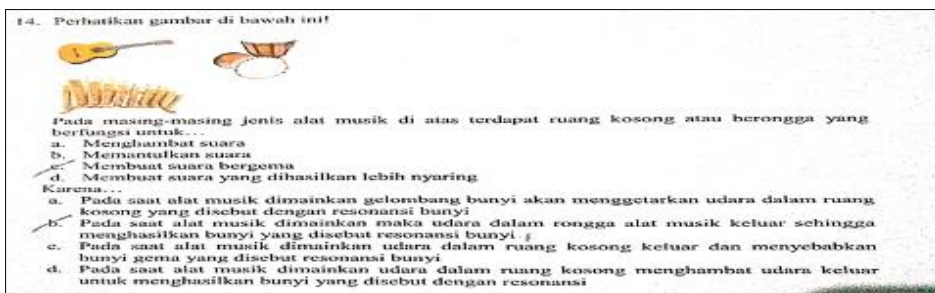 14. Perhatikan gambar di bawah ini!
Pada masing-masing jenis alat musik di atas terdapat ruang kosong atau berongga yang
berfungsi untuk...
a. Menghambat suara
b. Memantulkan suara
c. Membuat suara bergema
d. Membuat suara yang dihasilkan lebih nyaring
Karena...
a. Pada saat alat musik dimainkan gelombang bunyi akan menggetarkan udara dalam ruang
kosong yang disebut dengan resonansi bunyi
b. Pada saat alat musik dimainkan maka udara dalam rongga alat musik keluar sehingga
menghasilkan bunyi yang disebut resonansi bunyi
c. Pada saat alat musik dimainkan udara dalam ruang kosong keluar dan menyebabkan
bunyi gema yang disebut resonansi bunyi
d. Pada saat alat musik dimainkan udara dalam ruang kosong menghambat udara keluar
untuk menghasilkan bunyi yang disebut dengan resonansi